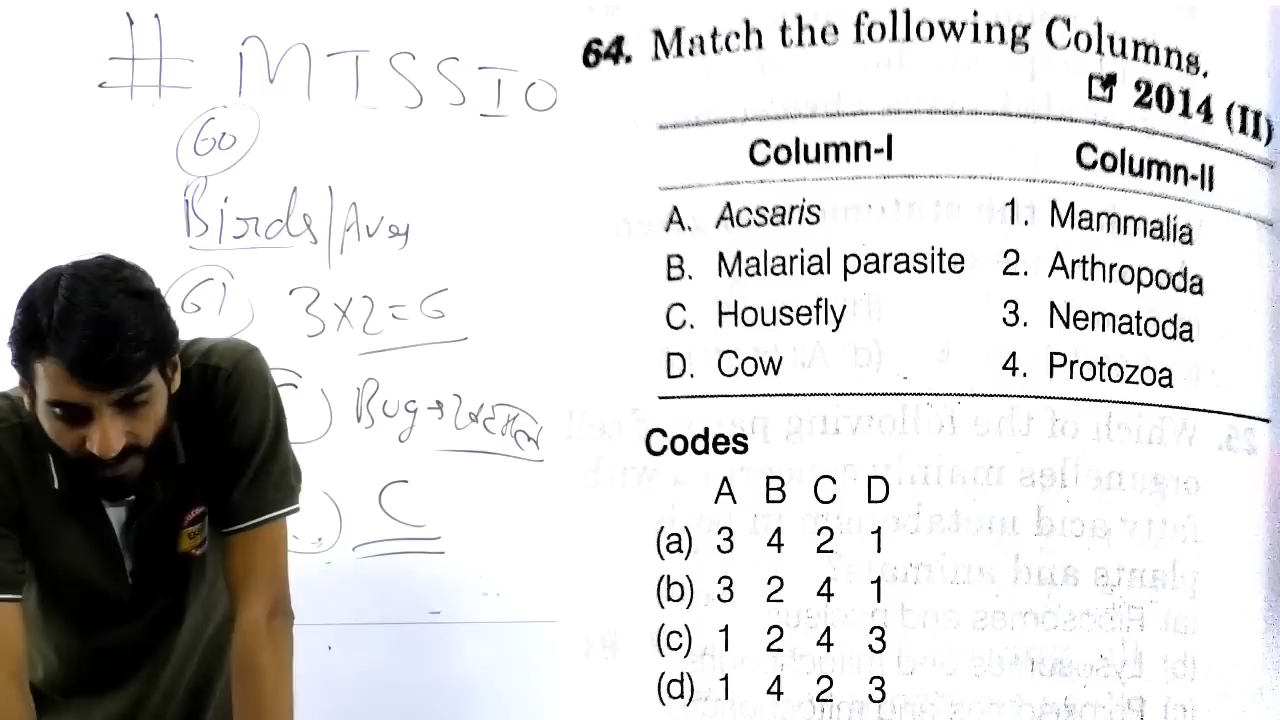 # MISSIO
60
Birds/Aves
61 3×2=6
Bug→
C
64. Match the following Columns.
2014 (II)
Column-I Column-II
A. Acsaris 1. Mammalia
B. Malarial parasite 2. Arthropoda
C. Housefly 3. Nematoda
D. Cow 4. Protozoa
Codes
A B C D
(a) 3 4 2 1
(b) 3 2 4 1
(c) 1 2 4 3
(d) 1 4 2 3